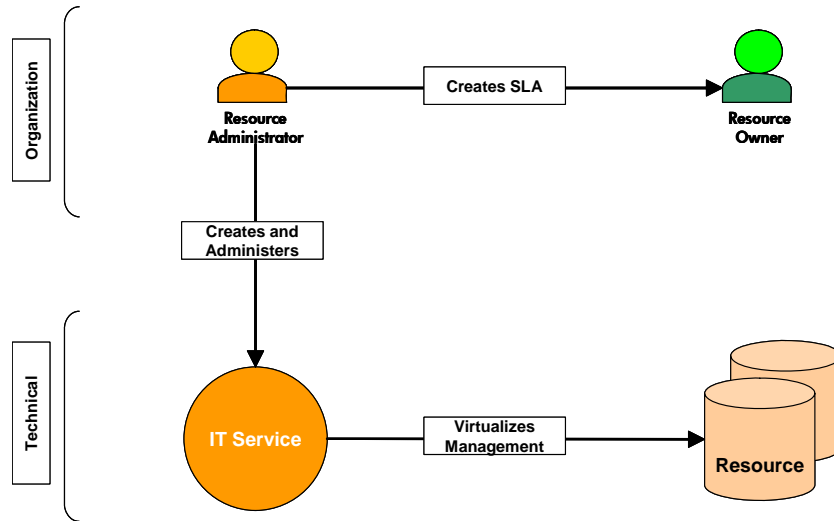 Organization
Creates SLA
Resource
Administrator
Resource
Owner
Creates and
Administers
Technical
IT Service
Virtualizes
Management
Resource